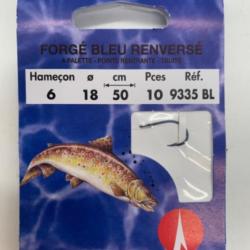 FORGÉ BLEU RENVERSÉ
A PALETTE - POINTE RENTRANTE - TRUITE
Hameçon ø cm Pces Réf.
6 18 50 10 9335 BL